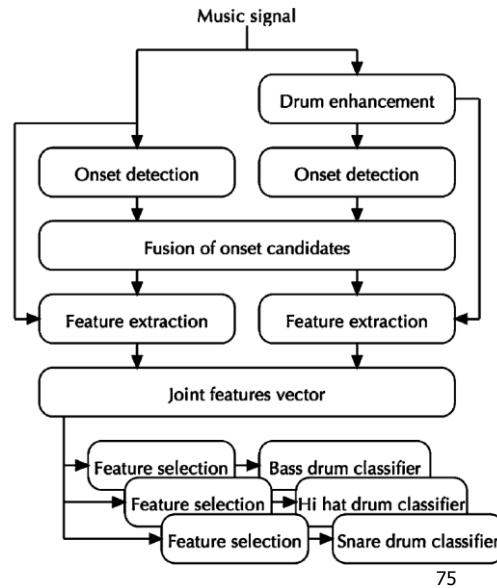 Music signal
Drum enhancement
Onset detection
Onset detection
Fusion of onset candidates
Feature extraction
Feature extraction
Joint features vector
Feature selection
Bass drum classifier
Feature selection
Hi hat drum classifier
Feature selection
Snare drum classifier
75